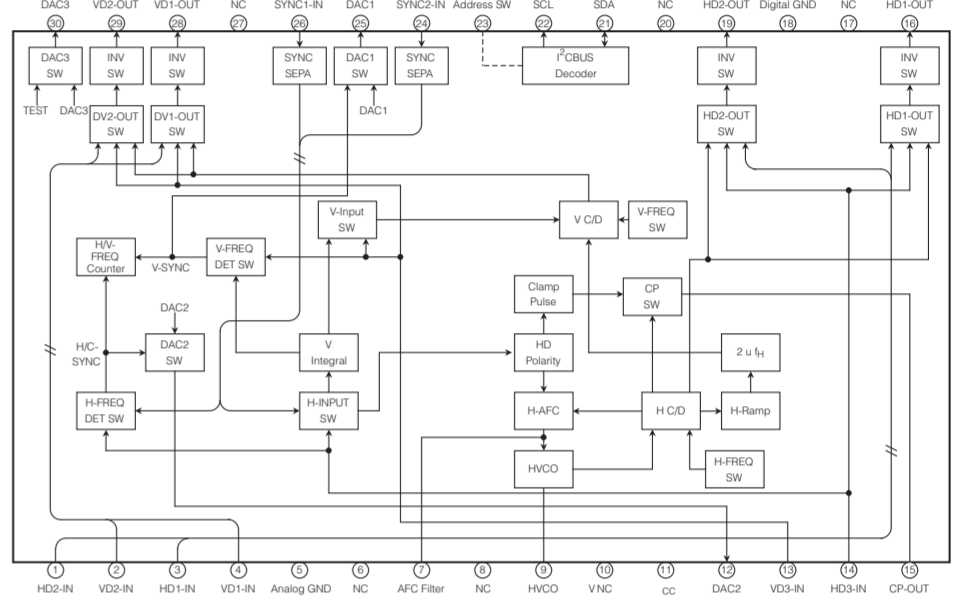 DAC3 VD2-OUT VD1-OUT NC SYNC1-IN DAC1 SYNC2-IN Address SW SCL SDA NC HD2-OUT Digital GND NC HD1-OUT
30 29 28 27 26 25 24 23 22 21 20 19 18 17 16
DAC3
SW
INV
SW
INV
SW
SYNC
SEPA
DAC1
SW
SYNC
SEPA
I²CBUS
Decoder
INV
SW
INV
SW
TEST
DAC3
DV2-OUT
SW
DV1-OUT
SW
DAC1
HD2-OUT
SW
HD1-OUT
SW
V-Input
SW
V C/D
V-FREQ
SW
H/V-
FREQ
Counter
V-SYNC
V-FREQ
DET SW
Clamp
Pulse
CP
SW
DAC2
H/C-
SYNC
DAC2
SW
V
Integral
HD
Polarity
2 u fH
H-FREQ
DET SW
H-INPUT
SW
H-AFC
H C/D
H-Ramp
HVCO
H-FREQ
SW
1 2 3 4 5 6 7 8 9 10 11 12 13 14 15
HD2-IN VD2-IN HD1-IN VD1-IN Analog GND NC AFC Filter NC HVCO V NC CC DAC2 VD3-IN HD3-IN CP-OUT